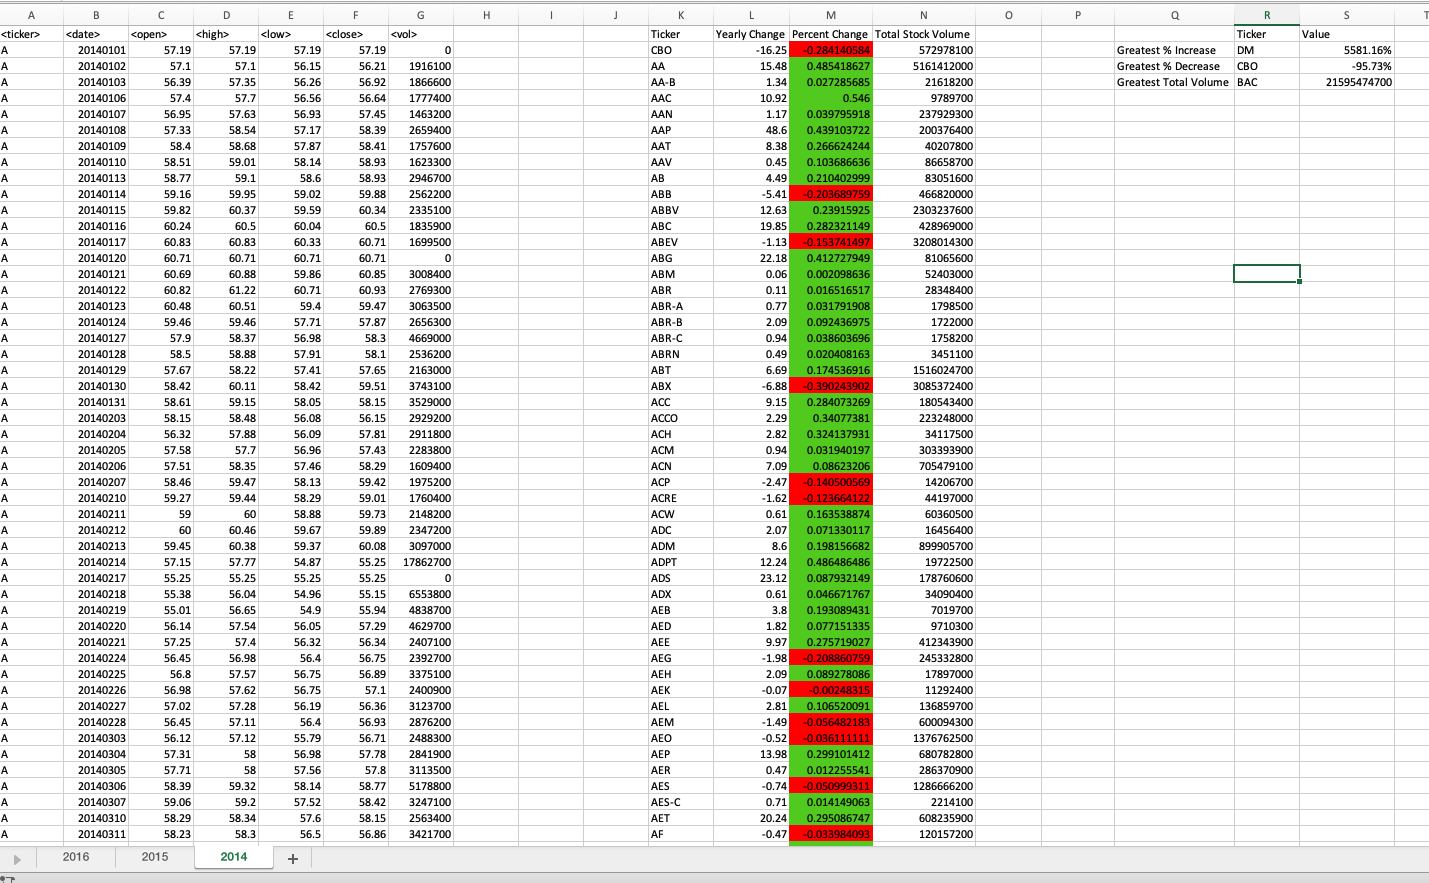 A B C D E F G H I J K L M N O P Q R S T
<ticker> <date> <open> <high> <low> <close> <vol> Ticker Yearly Change Percent Change Total Stock Volume Ticker Value
A 20140101 57.19 57.19 57.19 57.19 0 CBO -16.25 -0.284140584 572978100 Greatest % Increase DM 5581.16%
A 20140102 57.1 57.1 56.15 56.21 1916100 AA 15.48 0.485418627 5161412000 Greatest % Decrease CBO -95.73%
A 20140103 56.39 57.35 56.26 56.92 1866600 AA-B 1.34 0.027285685 21618200 Greatest Total Volume BAC 21595474700
A 20140106 57.4 57.7 56.56 56.64 1777400 AAC 10.92 0.546 9789700
A 20140107 56.95 57.63 56.93 57.45 1463200 AAN 1.17 0.039795918 237929300
A 20140108 57.33 58.54 57.17 58.39 2659400 AAP 48.6 0.439103722 200376400
A 20140109 58.4 58.68 57.87 58.41 1757600 AAT 8.38 0.266624244 40207800
A 20140110 58.51 59.01 58.14 58.93 1623300 AAV 0.45 0.103686636 86658700
A 20140113 58.77 59.1 58.6 58.93 2946700 AB 4.49 0.210402999 83051600
A 20140114 59.16 59.95 59.02 59.88 2562200 ABB -5.41 -0.203689759 466820000
A 20140115 59.82 60.37 59.59 60.34 2335100 ABBV 12.63 0.23915925 2303237600
A 20140116 60.24 60.5 60.04 60.5 1835900 ABC 19.85 0.282321149 428969000
A 20140117 60.83 60.83 60.33 60.71 1699500 ABEV -1.13 -0.153741497 3208014300
A 20140120 60.71 60.71 60.71 60.71 0 ABG 22.18 0.412727949 81065600
A 20140121 60.69 60.88 59.86 60.85 3008400 ABM 0.06 0.002098636 52403000
A 20140122 60.82 61.22 60.71 60.93 2769300 ABR 0.11 0.016516517 28348400
A 20140123 60.48 60.51 59.4 59.47 3063500 ABR-A 0.77 0.031791908 1798500
A 20140124 59.46 59.46 57.71 57.87 2656300 ABR-B 2.09 0.092436975 1722000
A 20140127 57.9 58.37 56.98 58.3 4669000 ABR-C 0.94 0.038603696 1758200
A 20140128 58.5 58.88 57.91 58.1 2536200 ABRN 0.49 0.020408163 3451100
A 20140129 57.67 58.22 57.41 57.65 2163000 ABT 6.69 0.174536916 1516024700
A 20140130 58.42 60.11 58.42 59.51 3743100 ABX -6.88 -0.390243902 3085372400
A 20140131 58.61 59.15 58.05 58.15 3529000 ACC 9.15 0.284073269 180543400
A 20140203 58.15 58.48 56.08 56.15 2929200 ACCO 2.29 0.34077381 223248000
A 20140204 56.32 57.88 56.09 57.81 2911800 ACH 2.82 0.324137931 34117500
A 20140205 57.58 57.7 56.96 57.43 2283800 ACM 0.94 0.031940197 303393900
A 20140206 57.51 58.35 57.46 58.29 1609400 ACN 7.09 0.08623206 705479100
A 20140207 58.46 59.47 58.13 59.42 1975200 ACP -2.47 -0.140500569 14206700
A 20140210 59.27 59.44 58.29 59.01 1760400 ACRE -1.62 -0.123664122 44197000
A 20140211 59 60 58.88 59.73 2148200 ACW 0.61 0.163538874 60360500
A 20140212 60 60.46 59.67 59.89 2347200 ADC 2.07 0.071330117 16456400
A 20140213 59.45 60.38 59.37 60.08 3097000 ADM 8.6 0.198156682 899905700
A 20140214 57.15 57.77 54.87 55.25 17862700 ADPT 12.24 0.486486486 19722500
A 20140217 55.25 55.25 55.25 55.25 0 ADS 23.12 0.087932149 178760600
A 20140218 55.38 56.04 54.96 55.15 6553800 ADX 0.61 0.046671767 34090400
A 20140219 55.01 56.65 54.9 55.94 4838700 AEB 3.8 0.193089431 7019700
A 20140220 56.14 57.54 56.05 57.29 4629700 AED 1.82 0.077151335 9710300
A 20140221 57.25 57.4 56.32 56.34 2407100 AEE 9.97 0.275719027 412343900
A 20140224 56.45 56.98 56.4 56.75 2392700 AEG -1.98 -0.208860759 245332800
A 20140225 56.8 57.57 56.75 56.89 3375100 AEH 2.09 0.089278086 17897000
A 20140226 56.98 57.62 56.75 57.1 2400900 AEK -0.07 -0.00248315 11292400
A 20140227 57.02 57.28 56.19 56.36 3123700 AEL 2.81 0.106520091 136859700
A 20140228 56.45 57.11 56.4 56.93 2876200 AEM -1.49 -0.056482183 600094300
A 20140303 56.12 57.12 55.79 56.71 2488300 AEO -0.52 -0.036111111 1376762500
A 20140304 57.31 58 56.98 57.78 2841900 AEP 13.98 0.299101412 680782800
A 20140305 57.71 58 57.56 57.8 3113500 AER 0.47 0.012255541 286370900
A 20140306 58.39 59.32 58.14 58.77 5178800 AES -0.74 -0.050999311 1286666200
A 20140307 59.06 59.2 57.52 58.42 3247100 AES-C 0.71 0.014149063 2214100
A 20140310 58.29 58.34 57.6 58.15 2563400 AET 20.24 0.295086747 608235900
A 20140311 58.23 58.3 56.5 56.86 3421700 AF -0.47 -0.033984093 120157200
2016 2015 2014 +